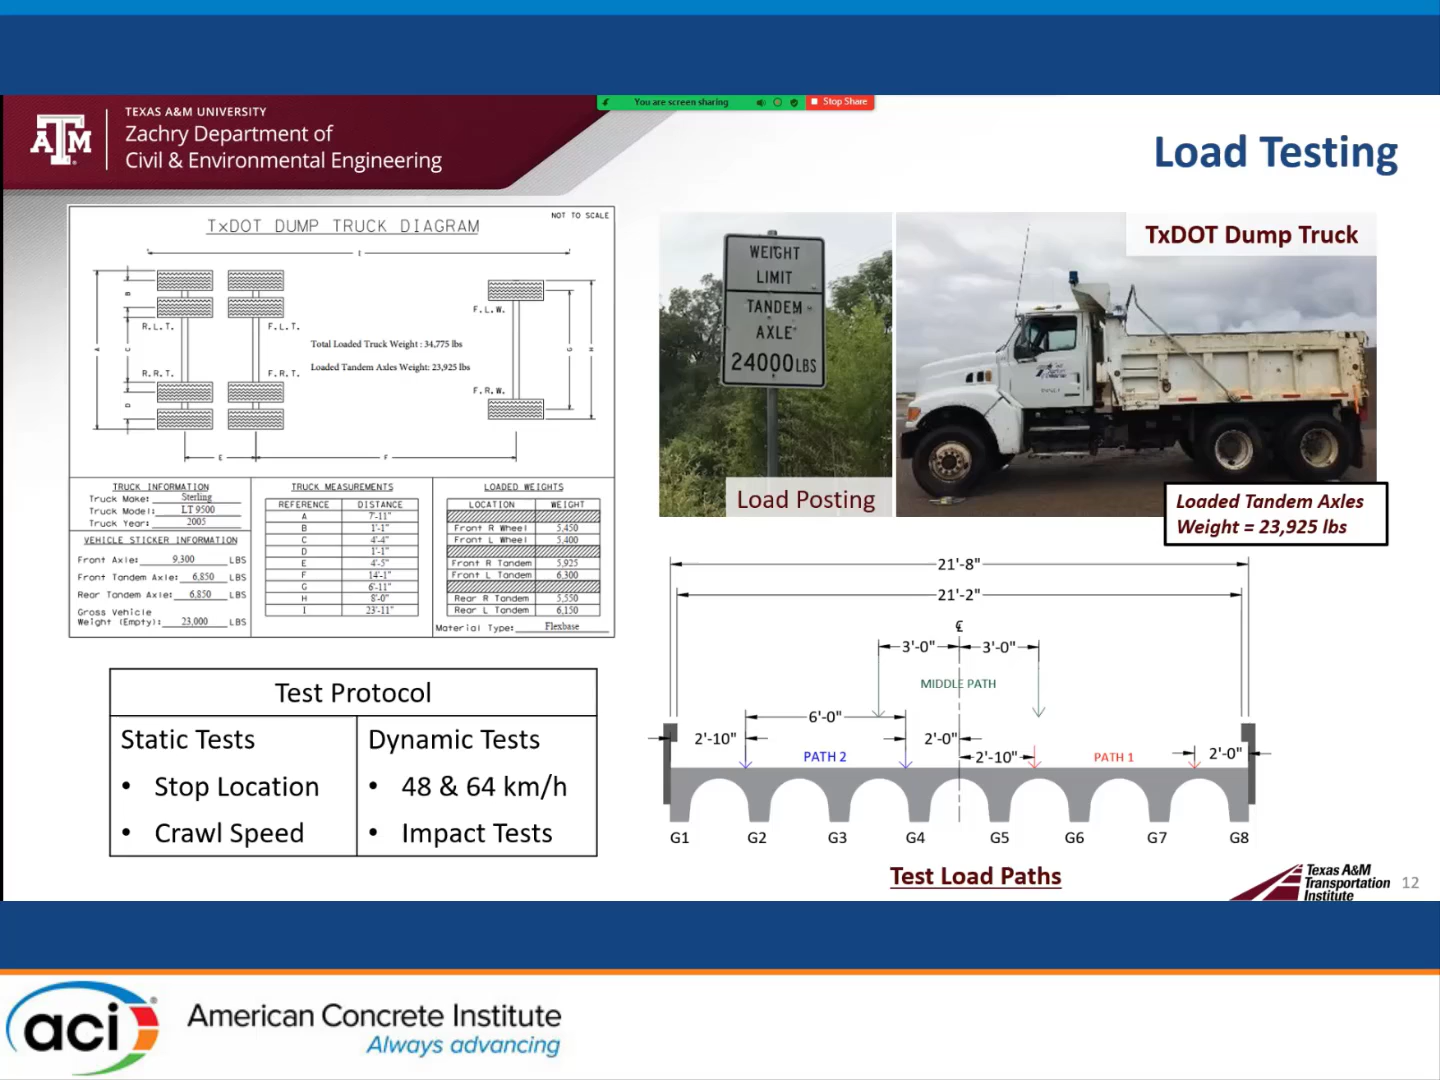 You are screen sharing
Stop Share
TEXAS A&M UNIVERSITY
Zachry Department of
Civil & Environmental Engineering
Load Testing
NOT TO SCALE
TxDOT DUMP TRUCK DIAGRAM
I
B
R.L.T.
F.L.T.
F.L.W.
A
C
Total Loaded Truck Weight : 34,775 lbs
Loaded Tandem Axles Weight: 23,925 lbs
G
H
R.R.T.
F.R.T.
F.R.W.
D
E
F
TRUCK INFORMATION
Truck Make: Sterling
Truck Model: LT 9500
Truck Year: 2005
VEHICLE STICKER INFORMATION
Front Axle: 9,300 LBS
Front Tandem Axle: 6,850 LBS
Rear Tandem Axle: 6,850 LBS
Gross Vehicle
Weight (Empty): 23,000 LBS
TRUCK MEASUREMENTS
REFERENCE DISTANCE
A 7'-11"
B 1'-1"
C 4'-4"
D 1'-1"
E 4'-5"
F 14'-1"
G 6'-11"
H 8'-0"
I 23'-11"
LOADED WEIGHTS
LOCATION WEIGHT
Front R Wheel 5,450
Front L Wheel 5,400
Front R Tandem 5,925
Front L Tandem 6,300
Rear R Tandem 5,550
Rear L Tandem 6,150
Material Type: Flexbase
WEIGHT
LIMIT
TANDEM
AXLE
24000 LBS
Load Posting
TxDOT Dump Truck
Loaded Tandem Axles
Weight = 23,925 lbs
Test Protocol
Static Tests
• Stop Location
• Crawl Speed
Dynamic Tests
• 48 & 64 km/h
• Impact Tests
21'-8"
21'-2"
℄
3'-0" 3'-0"
MIDDLE PATH
6'-0"
2'-10" 2'-0" 2'-0"
PATH 2 2'-10" PATH 1
G1 G2 G3 G4 G5 G6 G7 G8
Test Load Paths
Texas A&M
Transportation
Institute
12
aci
American Concrete Institute
Always advancing